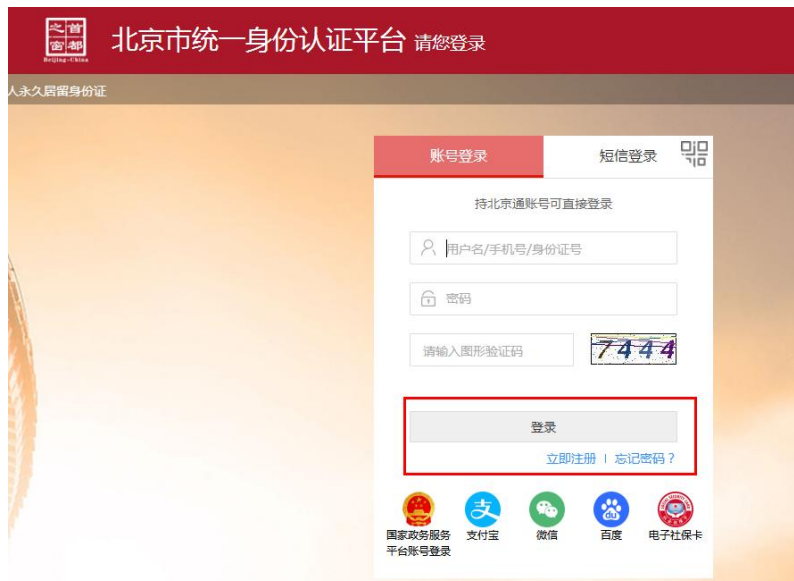 首都之窗
Beijing-China
北京市统一身份认证平台 请您登录
人永久居留身份证
账号登录
短信登录
持北京通账号可直接登录
用户名/手机号/身份证号
密码
请输入图形验证码
7444
登录
立即注册 | 忘记密码?
国家政务服务
平台账号登录
支付宝
微信
百度
电子社保卡